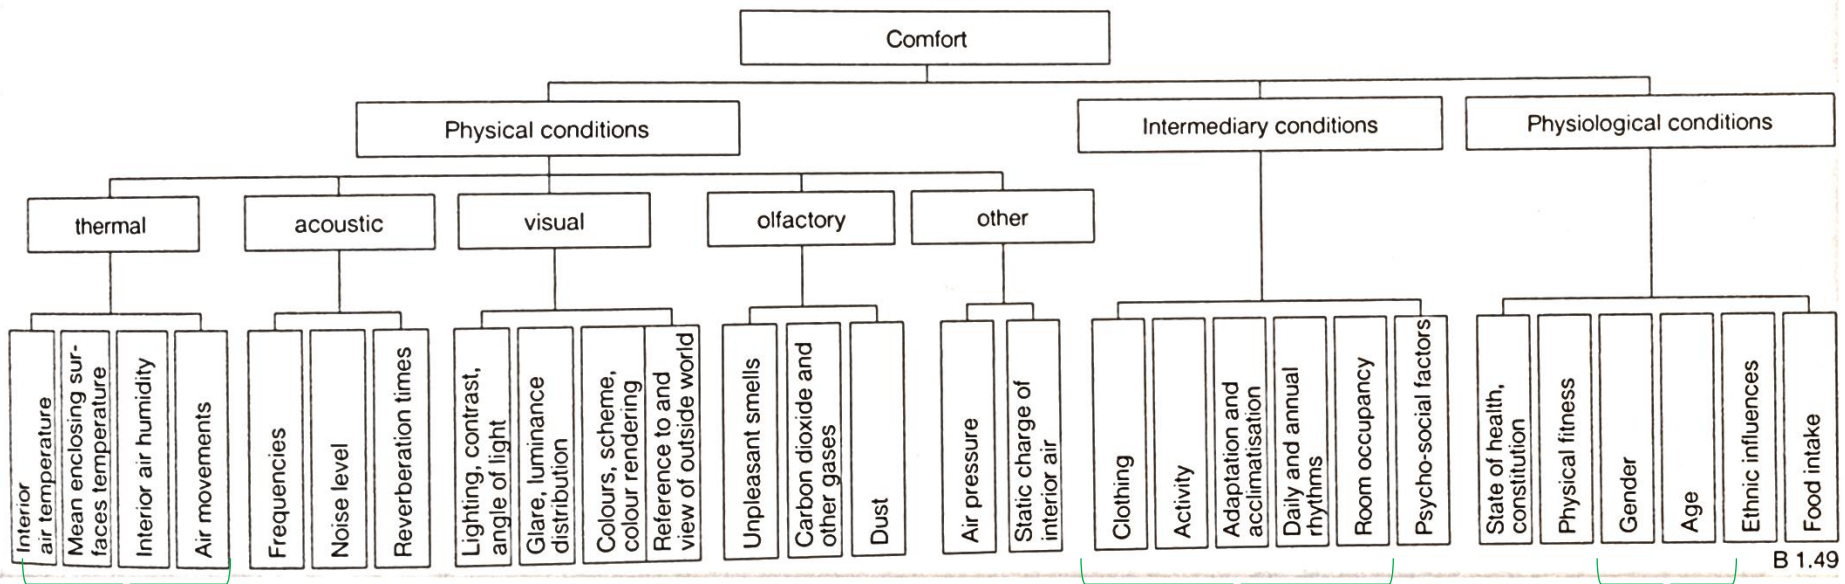 Comfort
Physical conditions
Intermediary conditions
Physiological conditions
thermal
acoustic
visual
olfactory
other
Interior
air temperature
Mean enclosing sur-
faces temperature
Interior air humidity
Air movements
Frequencies
Noise level
Reverberation times
Lighting, contrast,
angle of light
Glare, luminance
distribution
Colours, scheme,
colour rendering
Reference to and
view of outside world
Unpleasant smells
Carbon dioxide and
other gases
Dust
Air pressure
Static charge of
interior air
Clothing
Activity
Adaptation and
acclimatisation
Daily and annual
rhythms
Room occupancy
Psycho-social factors
State of health,
constitution
Physical fitness
Gender
Age
Ethnic influences
Food intake
B 1.49